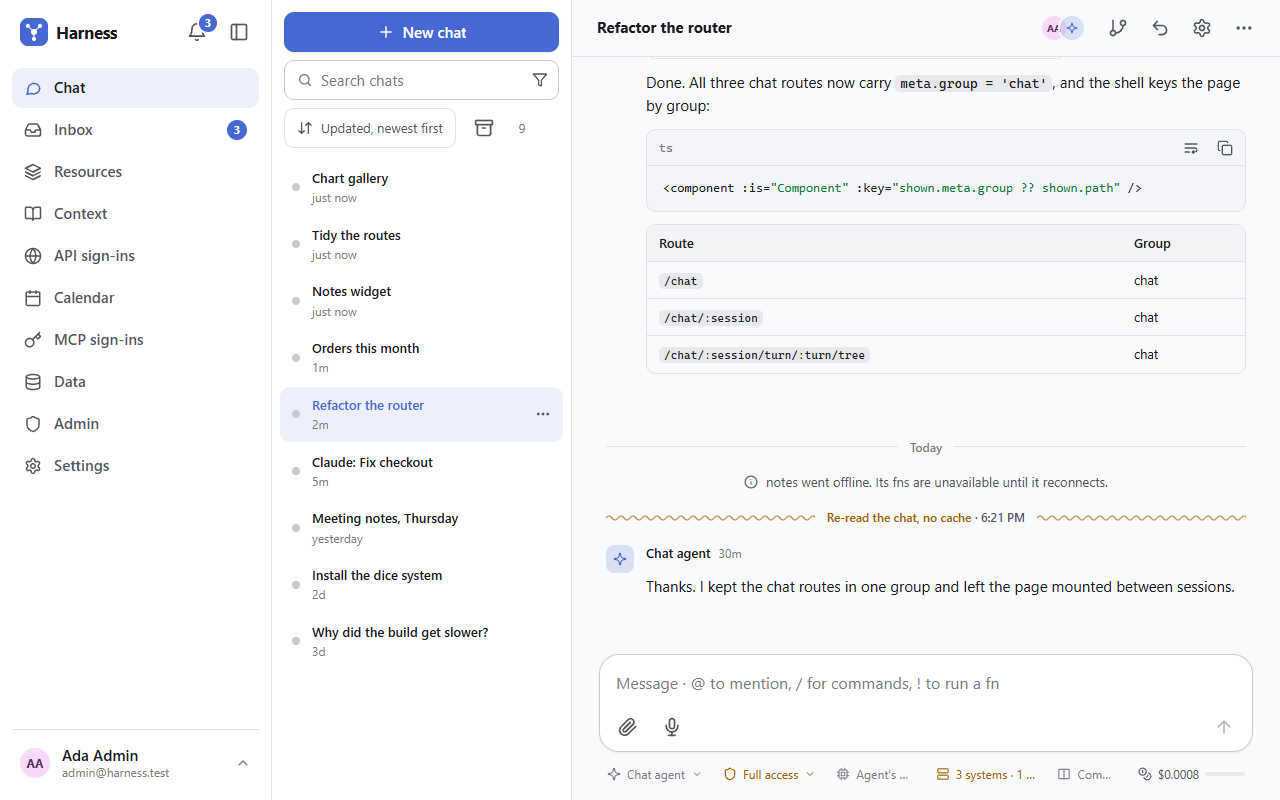 Harness
3
Chat
Inbox
3
Resources
Context
API sign-ins
Calendar
MCP sign-ins
Data
Admin
Settings
AA
Ada Admin
admin@harness.test
New chat
Search chats
Updated, newest first
9
Chart gallery
just now
Tidy the routes
just now
Notes widget
just now
Orders this month
1m
Refactor the router
2m
Claude: Fix checkout
5m
Meeting notes, Thursday
yesterday
Install the dice system
2d
Why did the build get slower?
3d
Refactor the router
Done. All three chat routes now carry meta.group = 'chat', and the shell keys the page
by group:
ts
<component :is="Component" :key="shown.meta.group ?? shown.path" />
Route Group
/chat chat
/chat/:session chat
/chat/:session/turn/:turn/tree chat
Today
notes went offline. Its fns are unavailable until it reconnects.
Re-read the chat, no cache · 6:21 PM
Chat agent 30m
Thanks. I kept the chat routes in one group and left the page mounted between sessions.
Message · @ to mention, / for commands, ! to run a fn
Chat agent
Full access
Agent's ...
3 systems · 1 ...
Com...
$0.0008